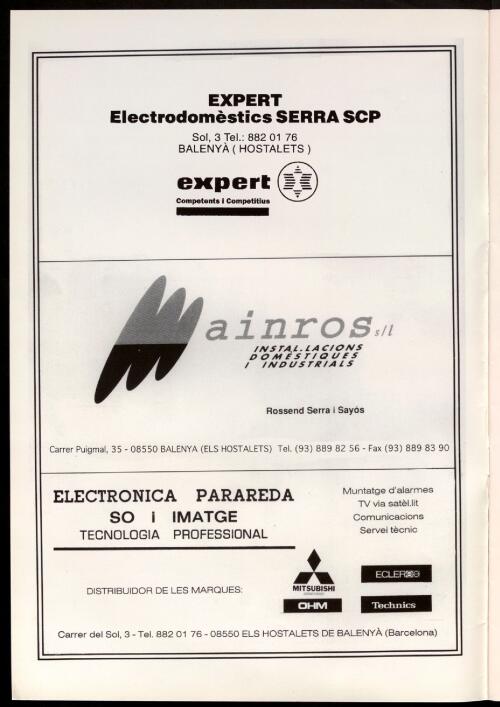 EXPERT
Electrodomèstics SERRA SCP
Sol, 3 Tel.: 882 01 76
BALENYÀ ( HOSTALETS )
expert
Competents i Competitius
Mainros s/l
INSTAL.LACIONS
DOMÈSTIQUES
I INDUSTRIALS
Rossend Serra i Sayós
Carrer Puigmal, 35 - 08550 BALENYA (ELS HOSTALETS) Tel. (93) 889 82 56 - Fax (93) 889 83 90
ELECTRONICA PARAREDA
SO i IMATGE
TECNOLOGIA PROFESSIONAL
Muntatge d'alarmes
TV via satèl.lit
Comunicacions
Servei tècnic
DISTRIBUIDOR DE LES MARQUES:
MITSUBISHI
ECLER
OHM
Technics
Carrer del Sol, 3 - Tel. 882 01 76 - 08550 ELS HOSTALETS DE BALENYÀ (Barcelona)